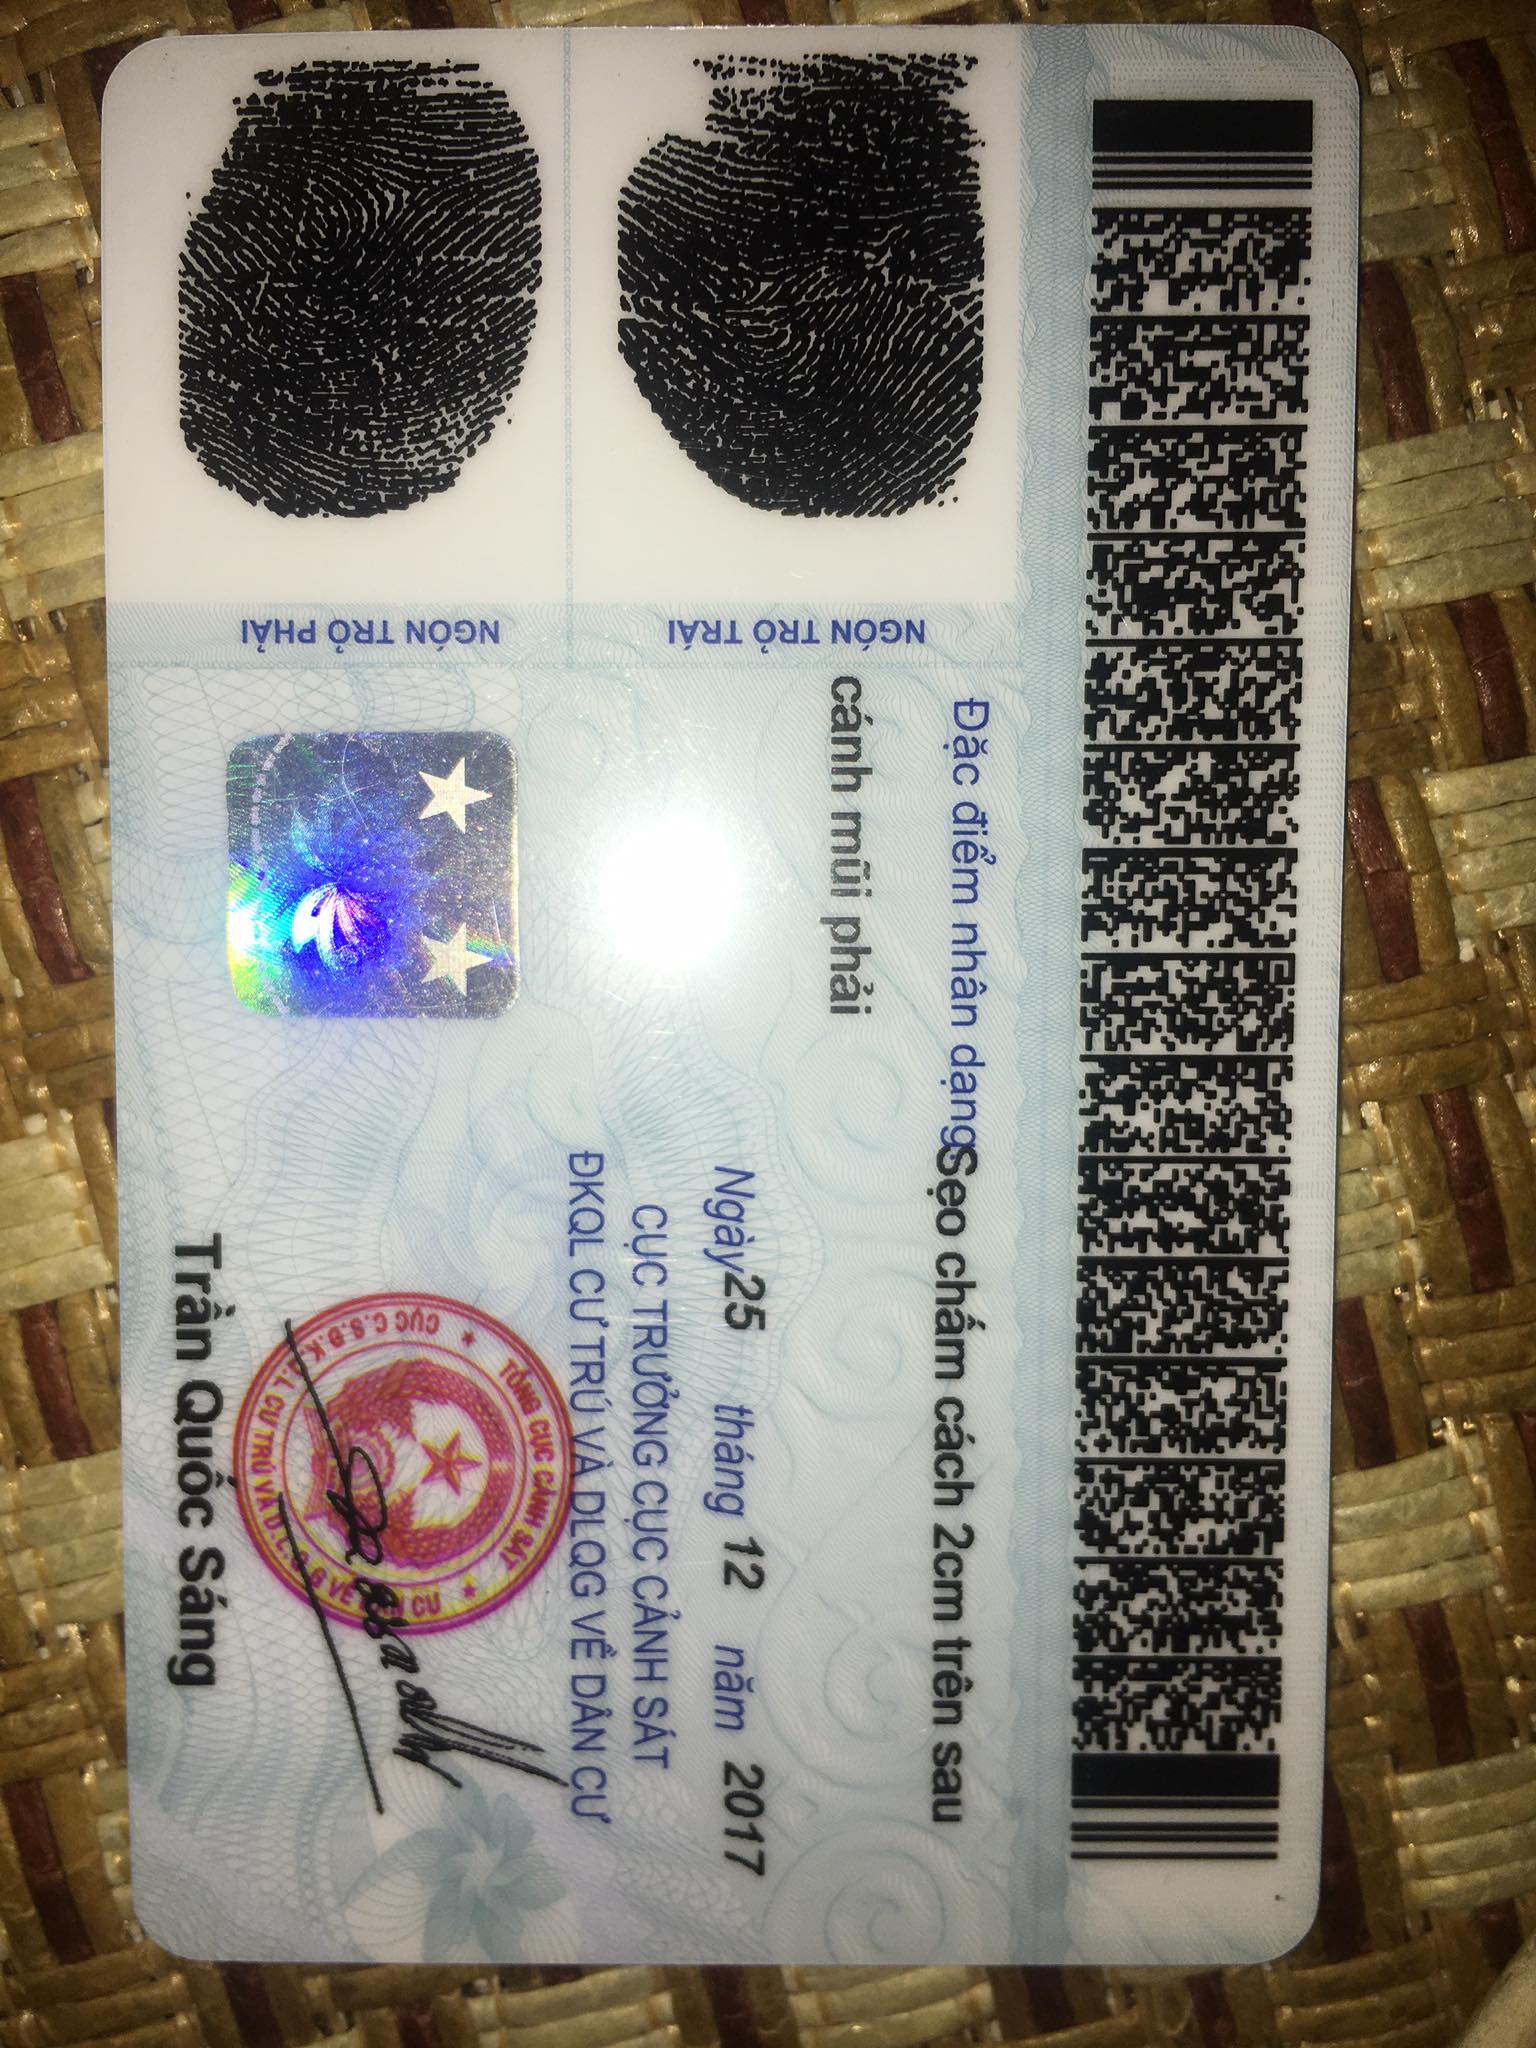 Đặc điểm nhân dạng: Sẹo chấm cách 2cm trên sau
cánh mũi phải
NGÓN TRỎ TRÁI
NGÓN TRỎ PHẢI
Ngày 25 tháng 12 năm 2017
CỤC TRƯỞNG CỤC CẢNH SÁT
ĐKQL CƯ TRÚ VÀ DLQG VỀ DÂN CƯ
TỔNG CỤC CẢNH SÁT
CỤC C.S.Đ.K.Q.L CƯ TRÚ VÀ D.L.Q.G VỀ DÂN CƯ
Trần Quốc Sáng